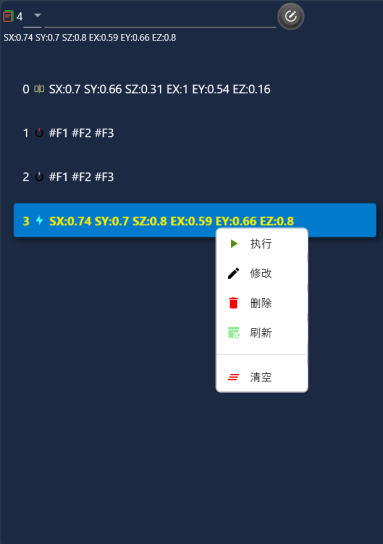 4
SX:0.74 SY:0.7 SZ:0.8 EX:0.59 EY:0.66 EZ:0.8
0 SX:0.7 SY:0.66 SZ:0.31 EX:1 EY:0.54 EZ:0.16
1 #F1 #F2 #F3
2 #F1 #F2 #F3
3 SX:0.74 SY:0.7 SZ:0.8 EX:0.59 EY:0.66 EZ:0.8
执行
修改
删除
刷新
清空